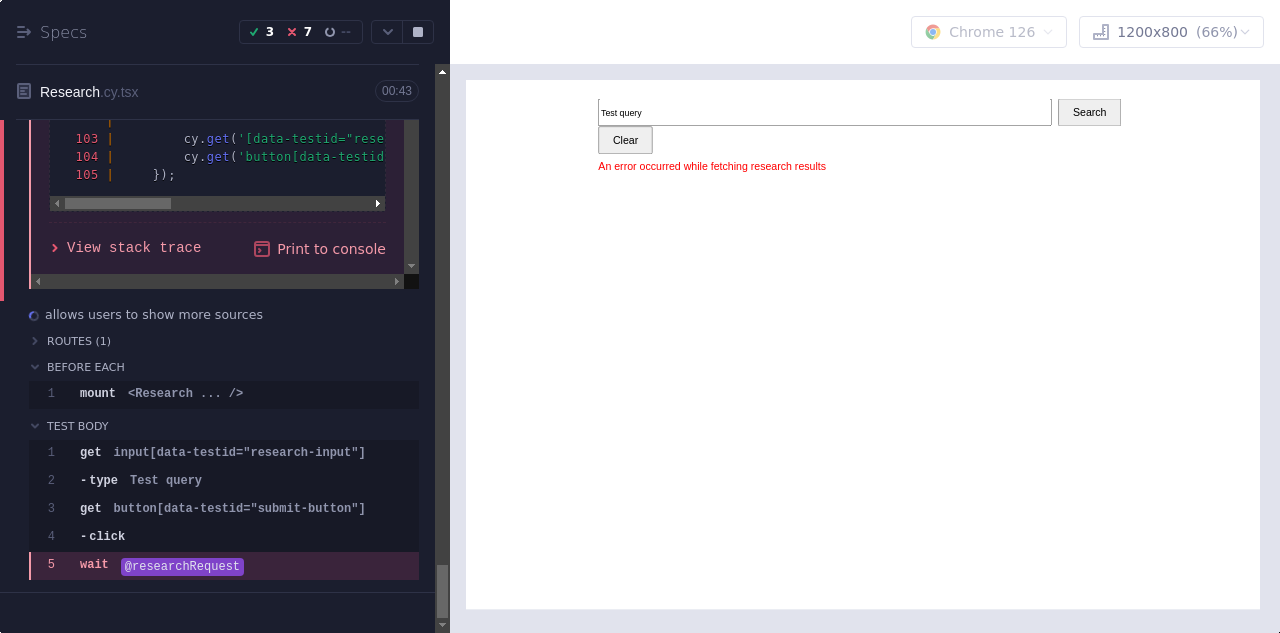 Specs
3 7 --
Research.cy.tsx
00:43
103 | cy.get('[data-testid="rese
104 | cy.get('button[data-testid
105 | });
View stack trace
Print to console
allows users to show more sources
ROUTES (1)
BEFORE EACH
1 mount <Research ... />
TEST BODY
1 get input[data-testid="research-input"]
2 -type Test query
3 get button[data-testid="submit-button"]
4 -click
5 wait @researchRequest
Chrome 126
1200x800 (66%)
Test query
Search
Clear
An error occurred while fetching research results